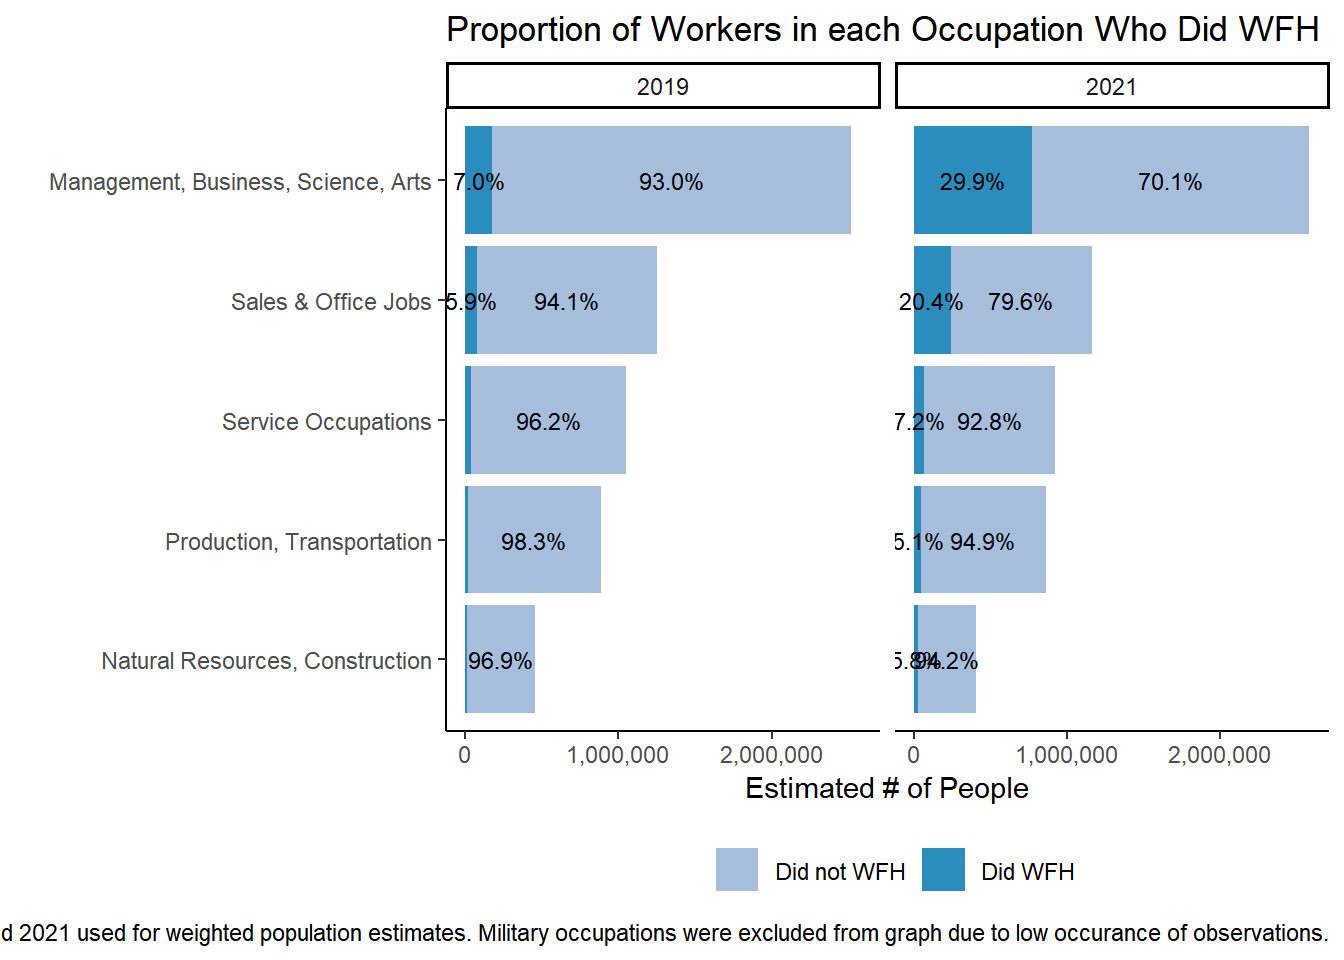 Proportion of Workers in each Occupation Who Did WFH
2019
2021
Management, Business, Science, Arts
7.0%
93.0%
29.9%
70.1%
Sales & Office Jobs
5.9%
94.1%
20.4%
79.6%
Service Occupations
96.2%
7.2%
92.8%
Production, Transportation
98.3%
5.1%
94.9%
Natural Resources, Construction
96.9%
5.8%
94.2%
0
1,000,000
2,000,000
0
1,000,000
2,000,000
Estimated # of People
Did not WFH
Did WFH
d 2021 used for weighted population estimates. Military occupations were excluded from graph due to low occurance of observations.